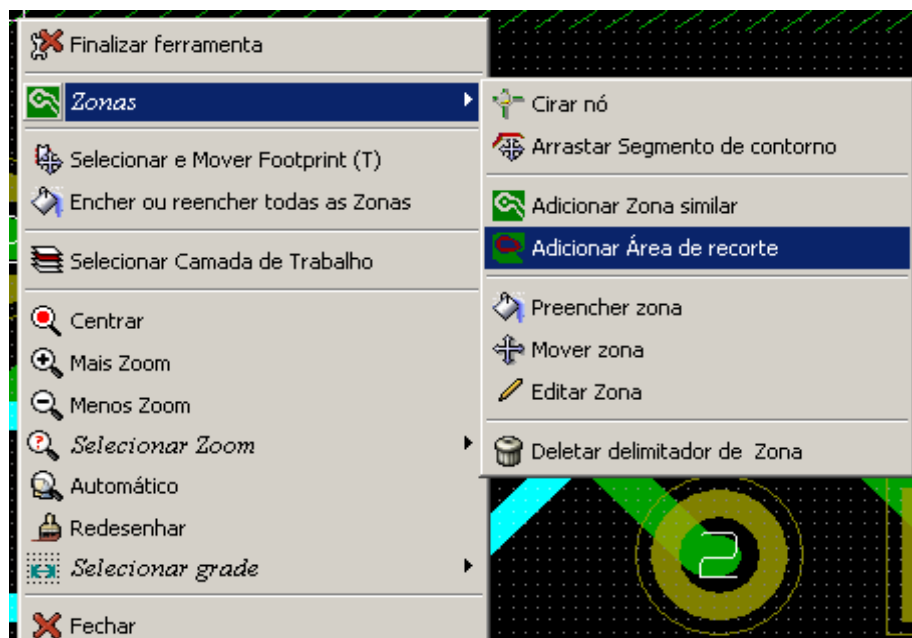 Finalizar ferramenta
Zonas
Selecionar e Mover Footprint (T)
Encher ou reencher todas as Zonas
Selecionar Camada de Trabalho
Centrar
Mais Zoom
Menos Zoom
Selecionar Zoom
Automático
Redesenhar
Selecionar grade
Fechar
Cirar nó
Arrastar Segmento de contorno
Adicionar Zona similar
Adicionar Área de recorte
Preencher zona
Mover zona
Editar Zona
Deletar delimitador de Zona
2